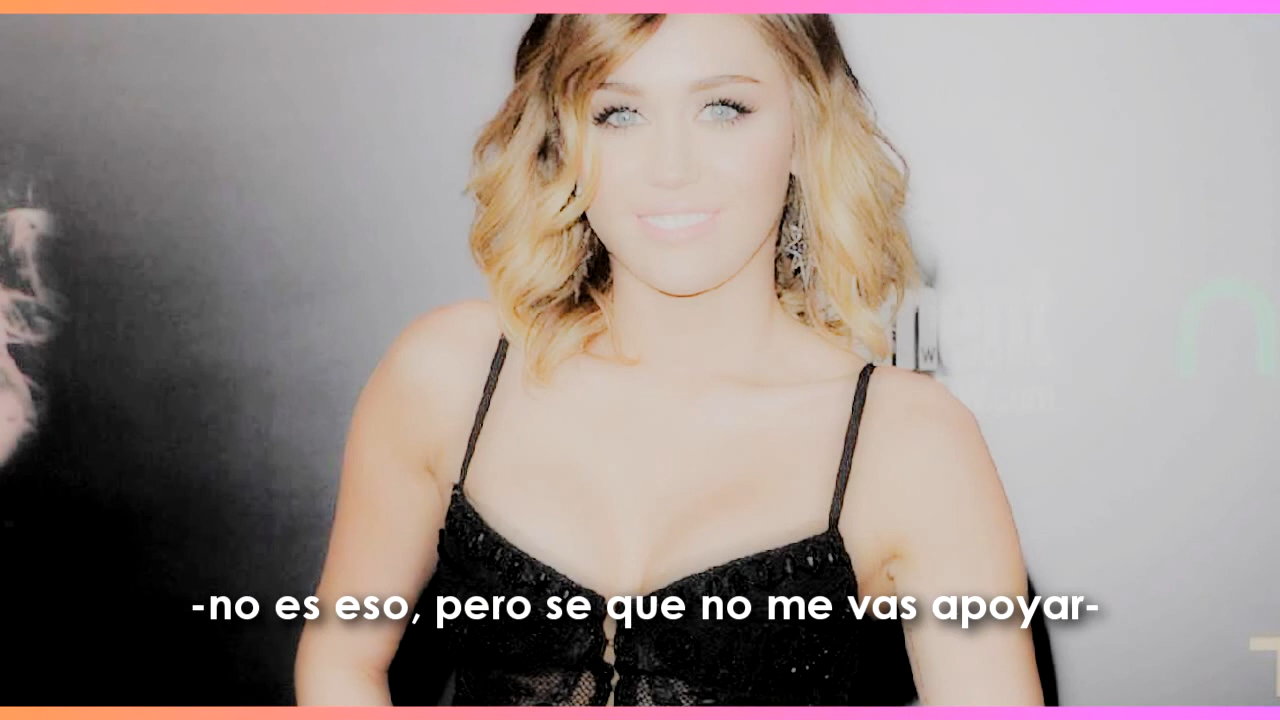 -no es eso, pero se que no me vas apoyar-